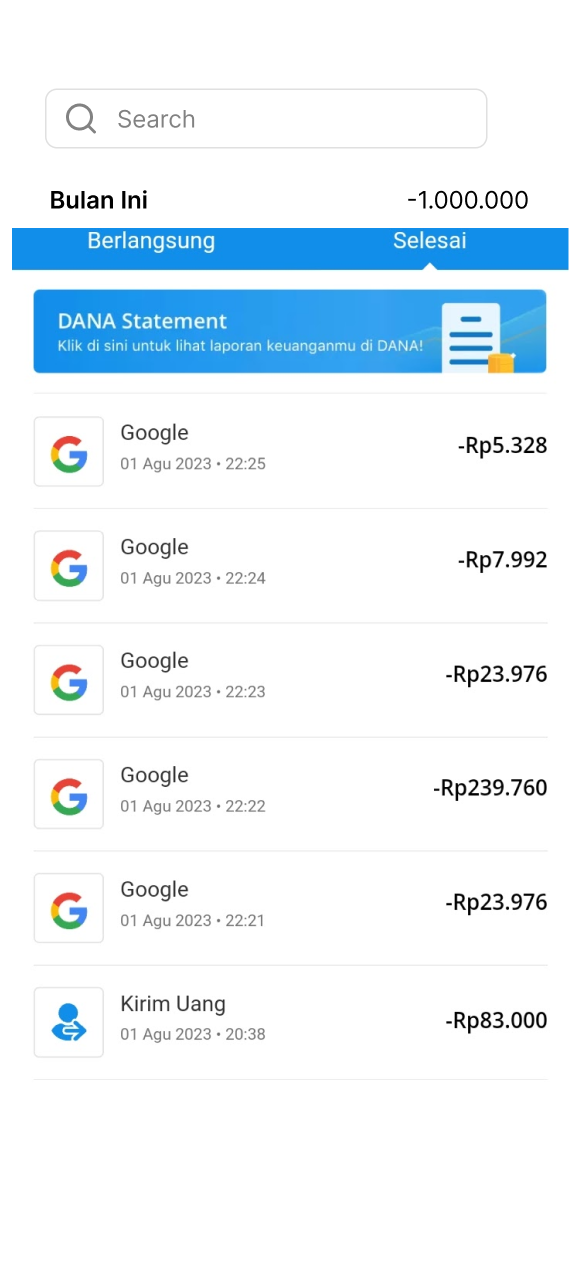 Search
Bulan Ini -1.000.000
Berlangsung Selesai
DANA Statement
Klik di sini untuk lihat laporan keuanganmu di DANA!
Google
01 Agu 2023 • 22:25
-Rp5.328
Google
01 Agu 2023 • 22:24
-Rp7.992
Google
01 Agu 2023 • 22:23
-Rp23.976
Google
01 Agu 2023 • 22:22
-Rp239.760
Google
01 Agu 2023 • 22:21
-Rp23.976
Kirim Uang
01 Agu 2023 • 20:38
-Rp83.000